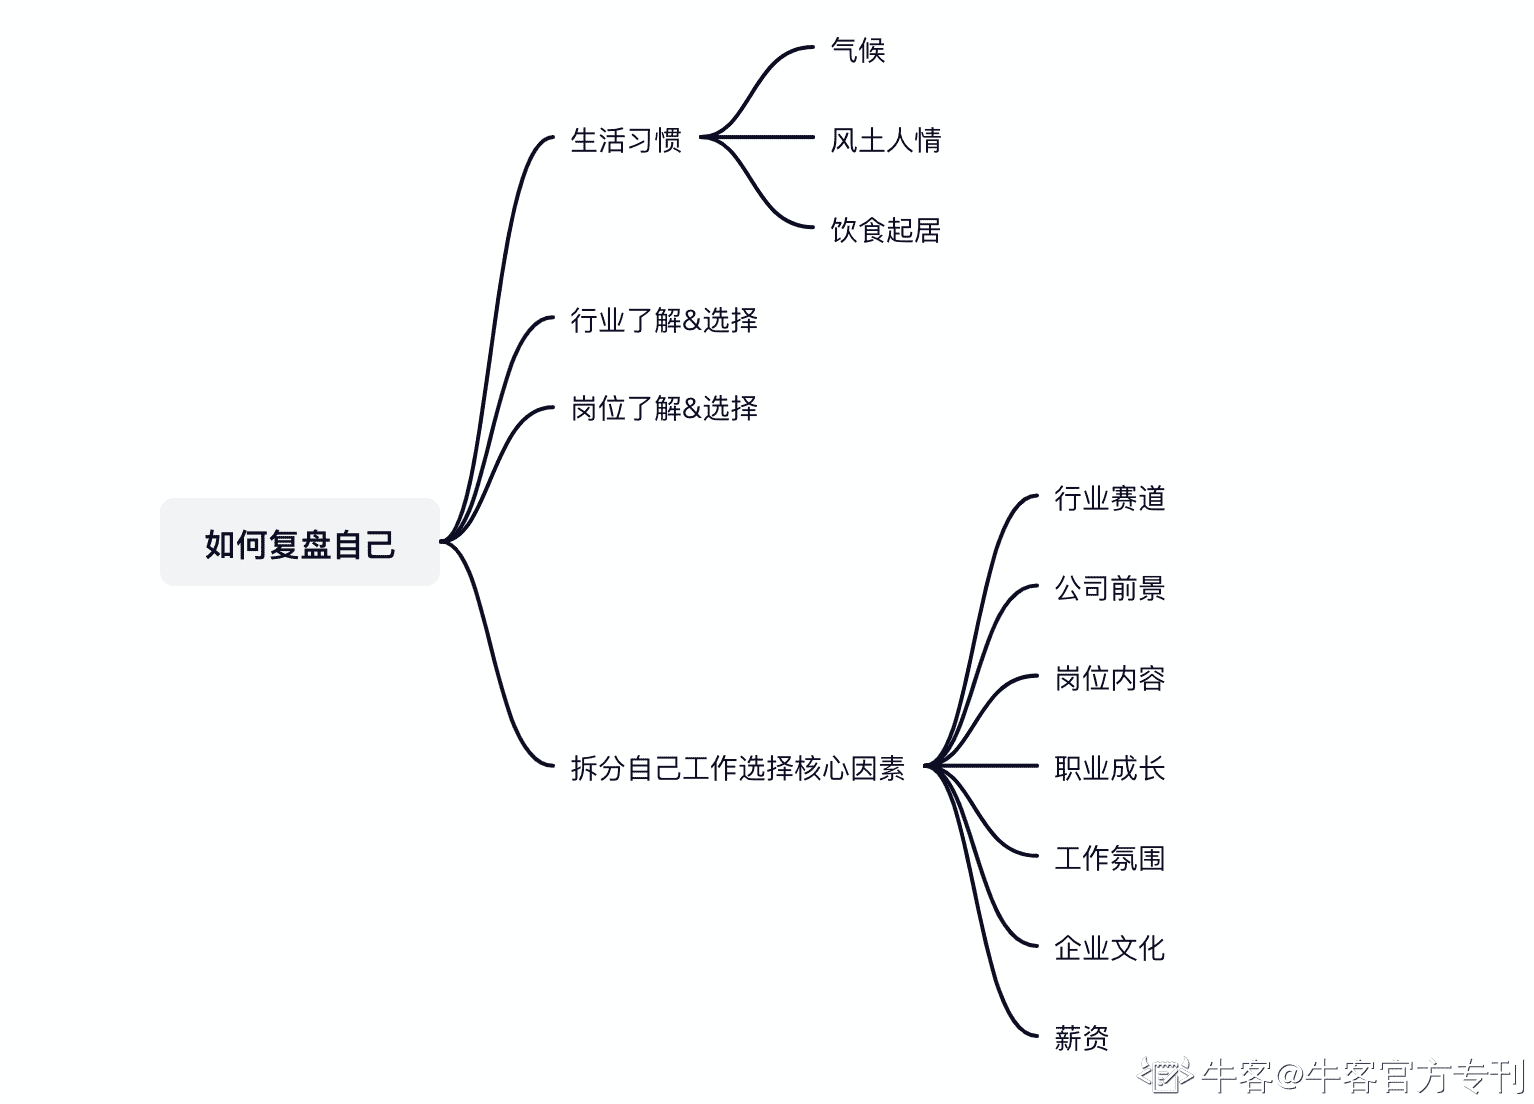 如何复盘自己
生活习惯
气候
风土人情
饮食起居
行业了解&选择
岗位了解&选择
拆分自己工作选择核心因素
行业赛道
公司前景
岗位内容
职业成长
工作氛围
企业文化
薪资
牛客@牛客官方专刊